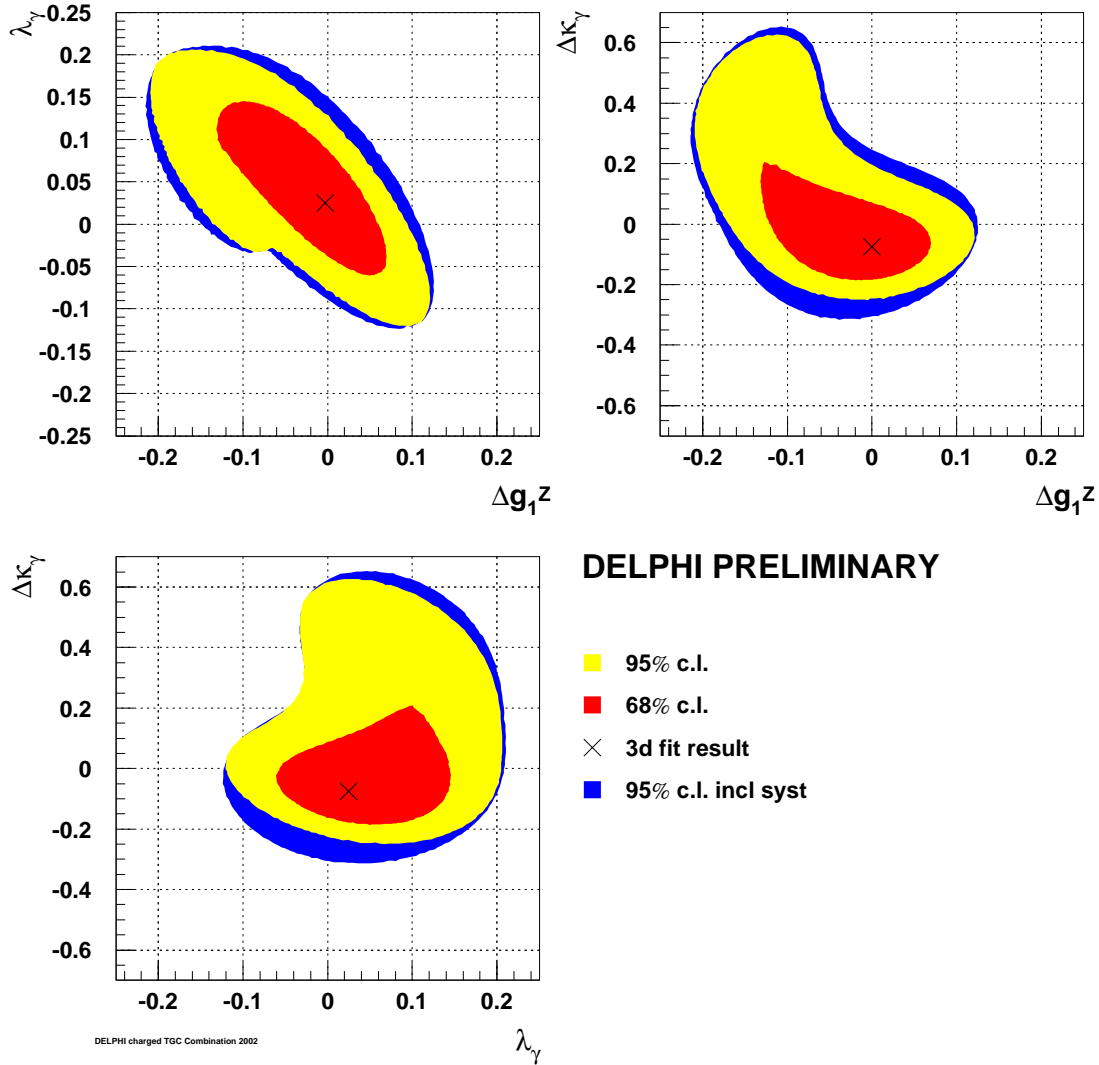 λγ
0.25
0.2
0.15
0.1
0.05
0
-0.05
-0.1
-0.15
-0.2
-0.25
-0.2 -0.1 0 0.1 0.2
Δg₁ᶻ
Δκγ
0.6
0.4
0.2
0
-0.2
-0.4
-0.6
-0.2 -0.1 0 0.1 0.2
Δg₁ᶻ
Δκγ
0.6
0.4
0.2
0
-0.2
-0.4
-0.6
-0.2 -0.1 0 0.1 0.2
λγ
DELPHI PRELIMINARY
95% c.l.
68% c.l.
3d fit result
95% c.l. incl syst
DELPHI charged TGC Combination 2002